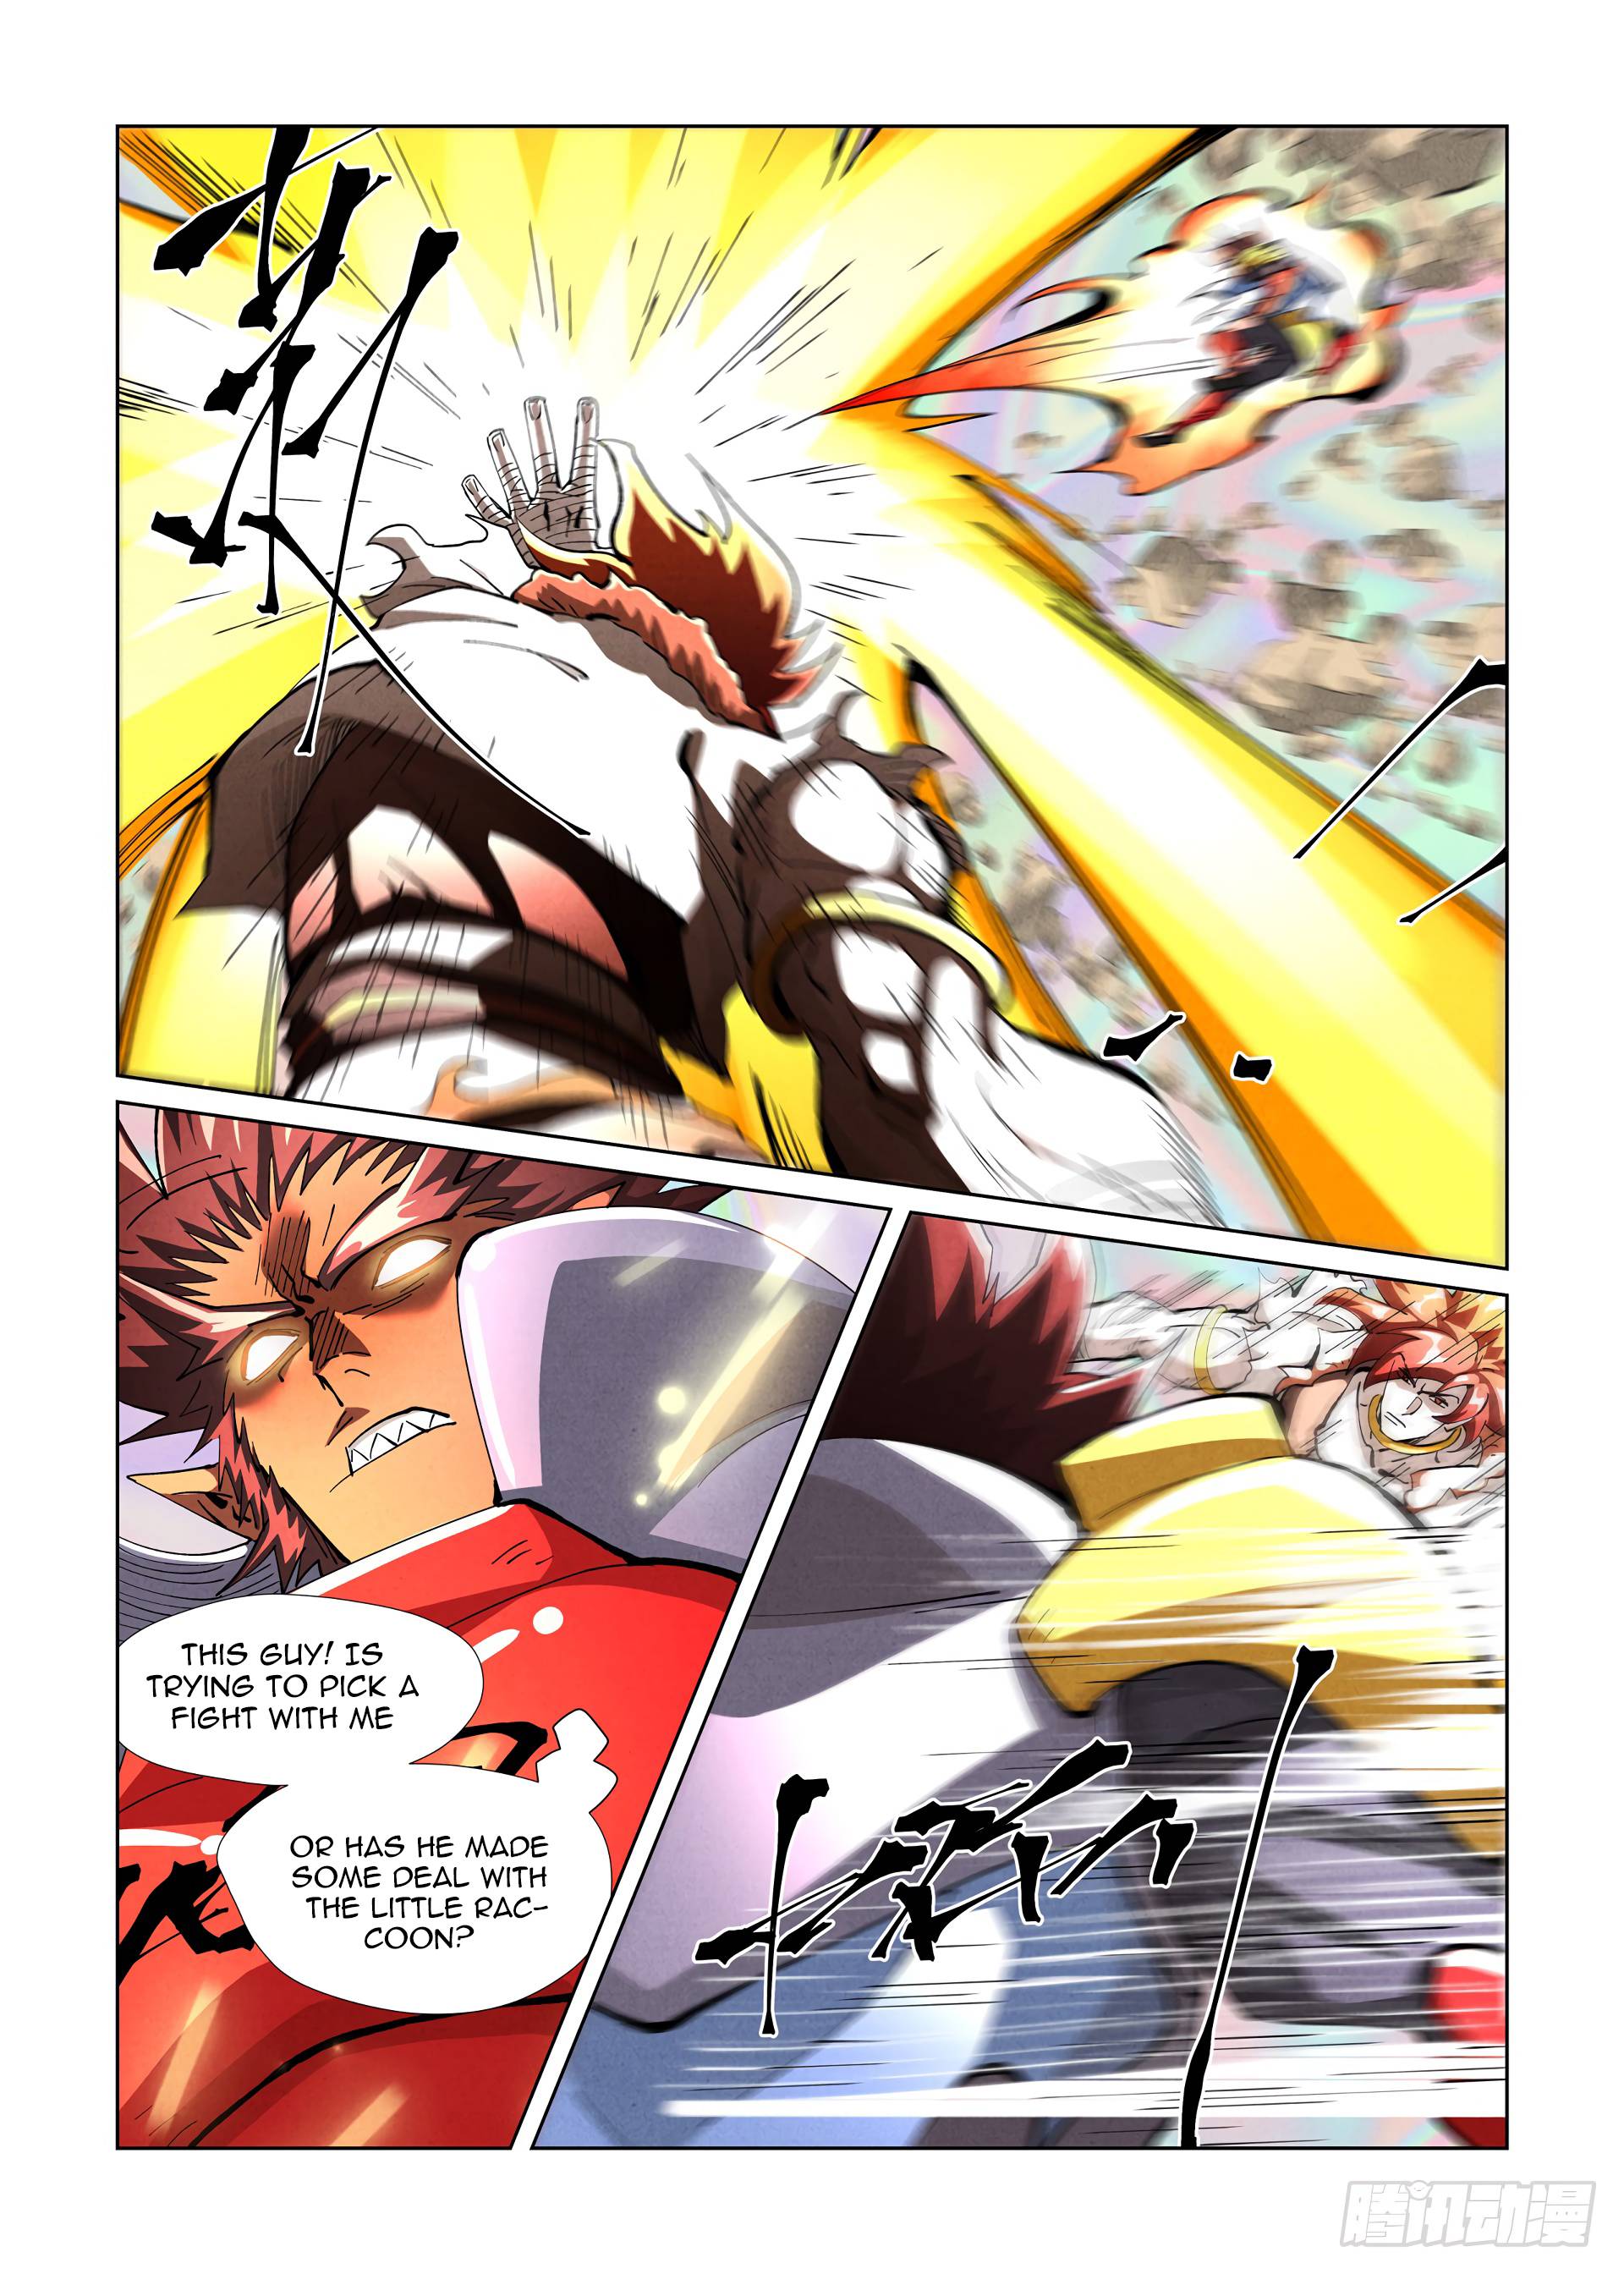 THIS GUY! IS
TRYING TO PICK A
FIGHT WITH ME
OR HAS HE MADE
SOME DEAL WITH
THE LITTLE RAC-
COON?
腾讯动漫